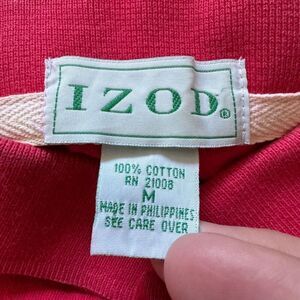 IZOD®
100% COTTON
RN 21008
M
MADE IN PHILIPPINES
SEE CARE OVER